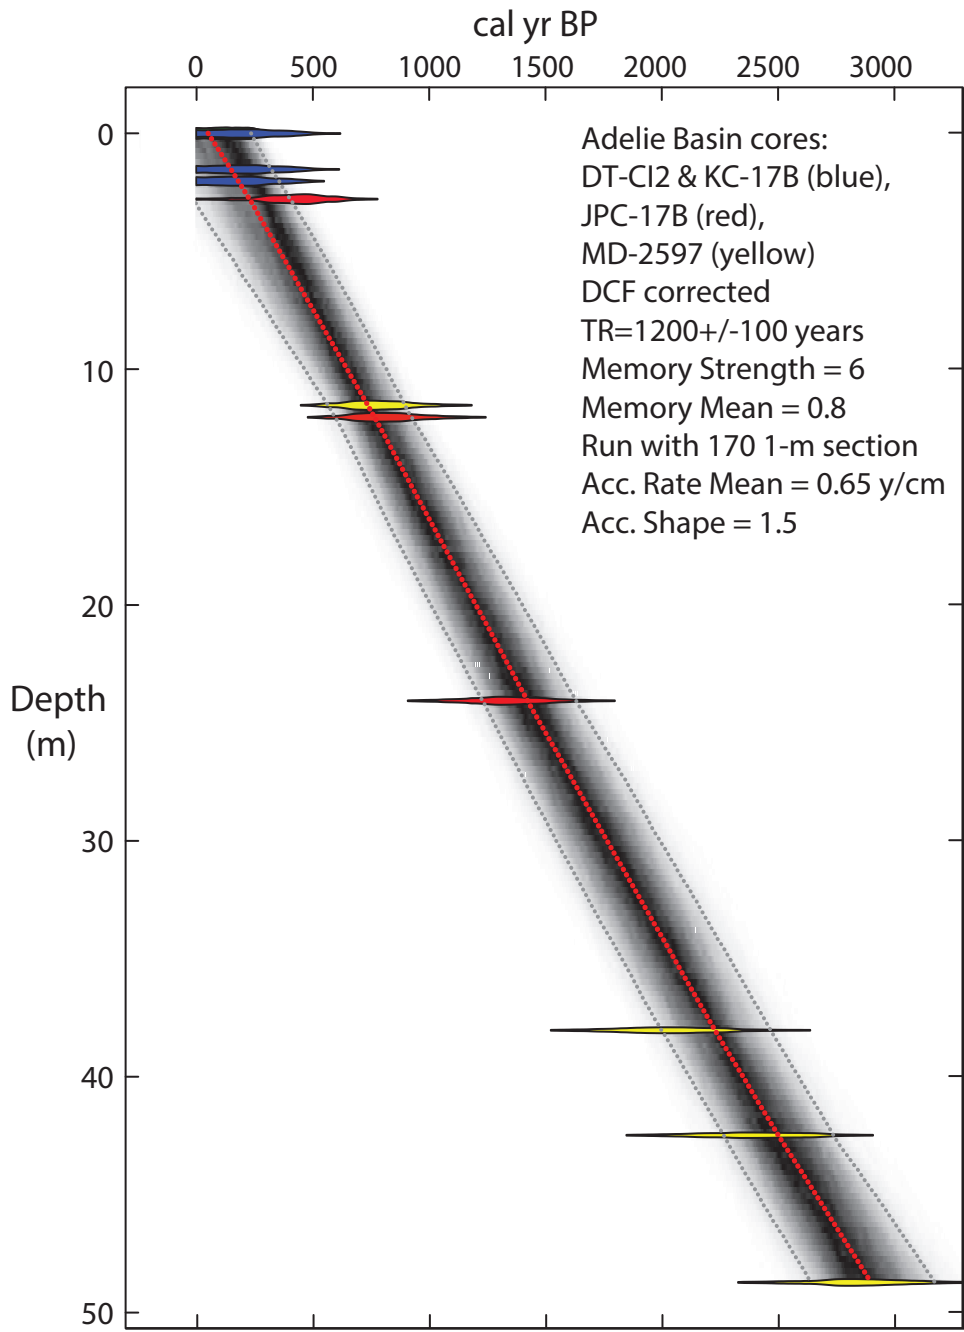 cal yr BP
0 500 1000 1500 2000 2500 3000
0
Adelie Basin cores:
DT-CI2 & KC-17B (blue),
JPC-17B (red),
MD-2597 (yellow)
DCF corrected
TR=1200+/-100 years
Memory Strength = 6
Memory Mean = 0.8
Run with 170 1-m section
Acc. Rate Mean = 0.65 y/cm
Acc. Shape = 1.5
10
20
Depth
(m)
30
40
50